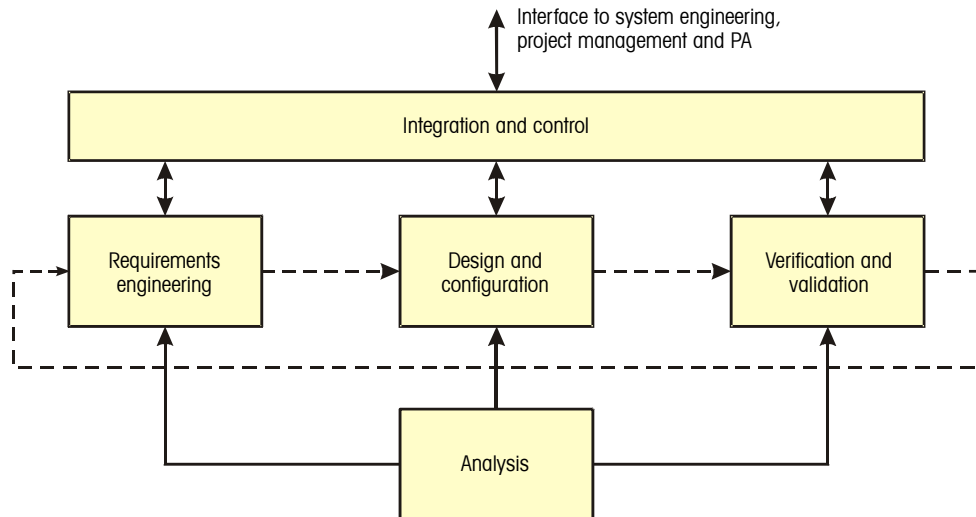 Interface to system engineering,
project management and PA
Integration and control
Requirements
engineering
Design and
configuration
Verification and
validation
Analysis